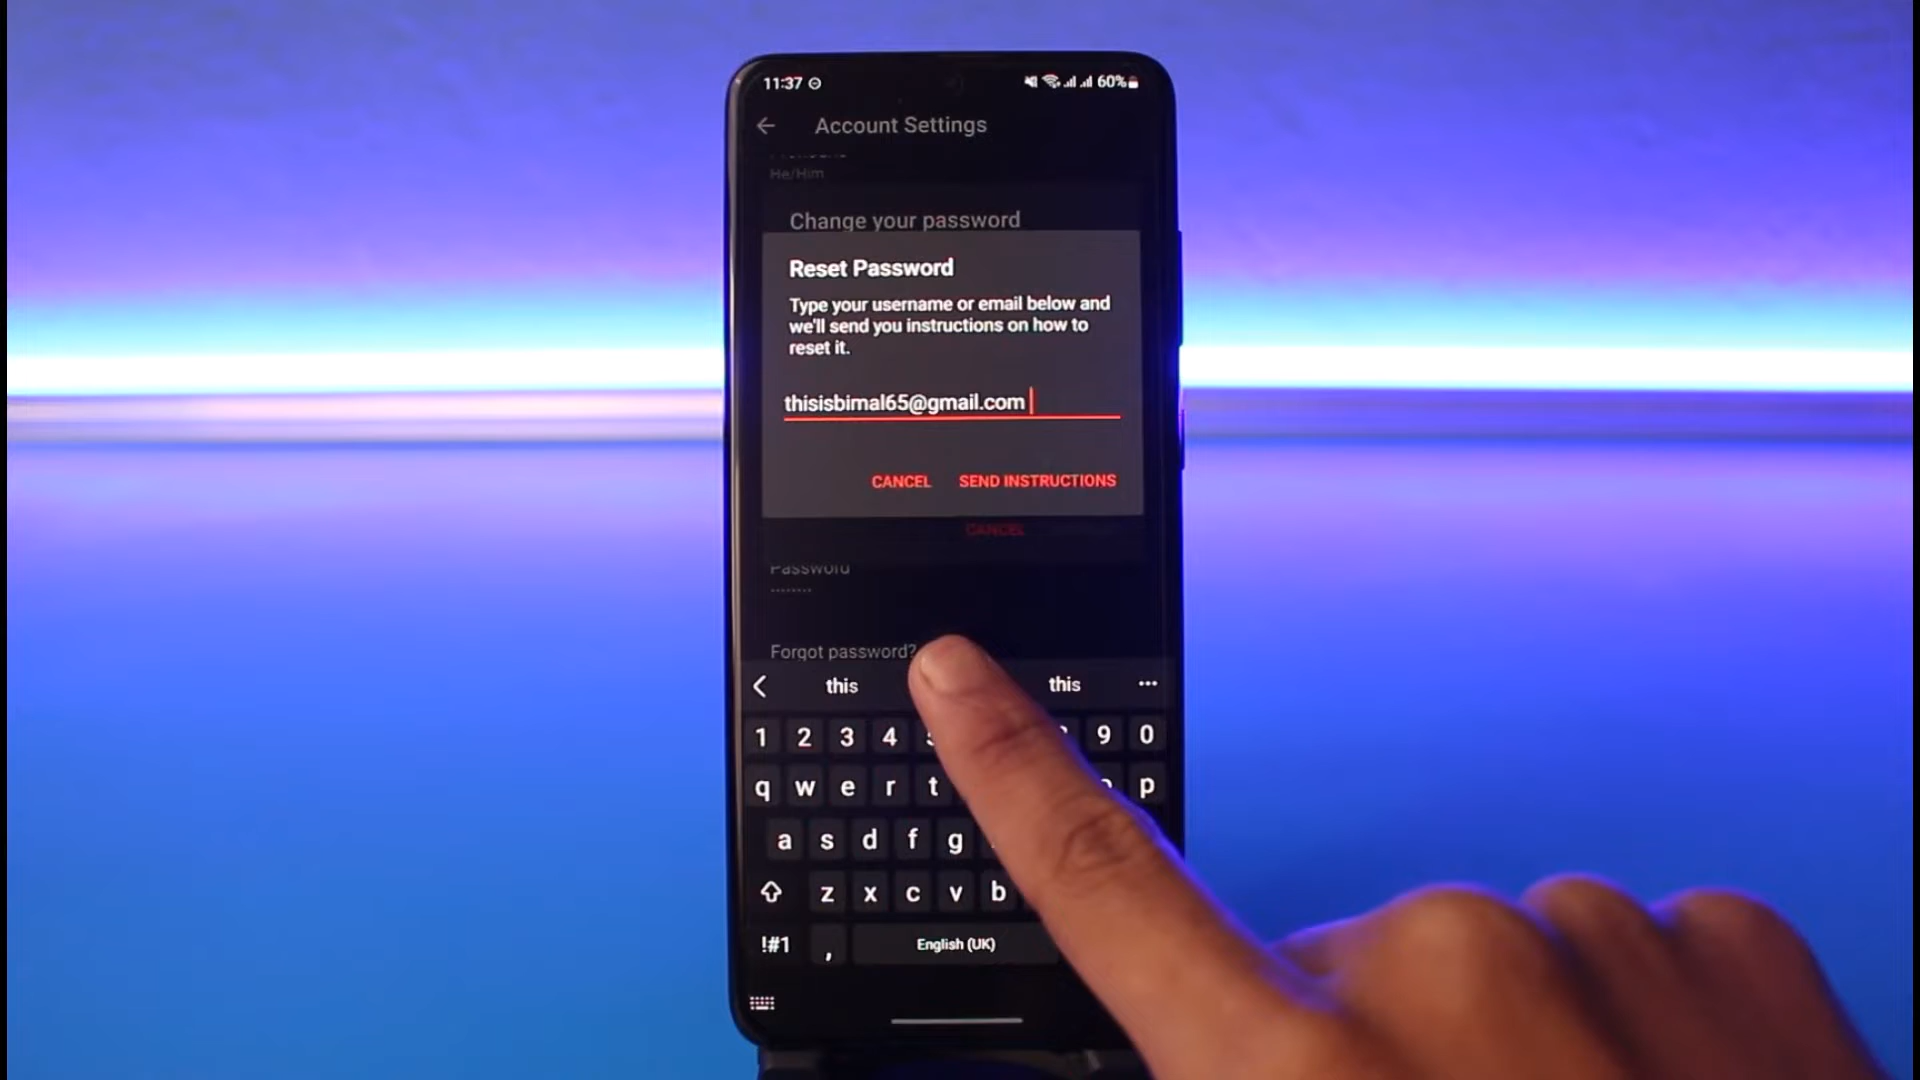 11:37
60%
Account Settings
He/Him
Change your password
Reset Password
Type your username or email below and
we'll send you instructions on how to
reset it.
thisisbimal65@gmail.com
CANCEL SEND INSTRUCTIONS
CANCEL
Password
Forgot password?
this this
1 2 3 4 9 0
q w e r t p
a s d f g
z x c v b
!#1 , English (UK)